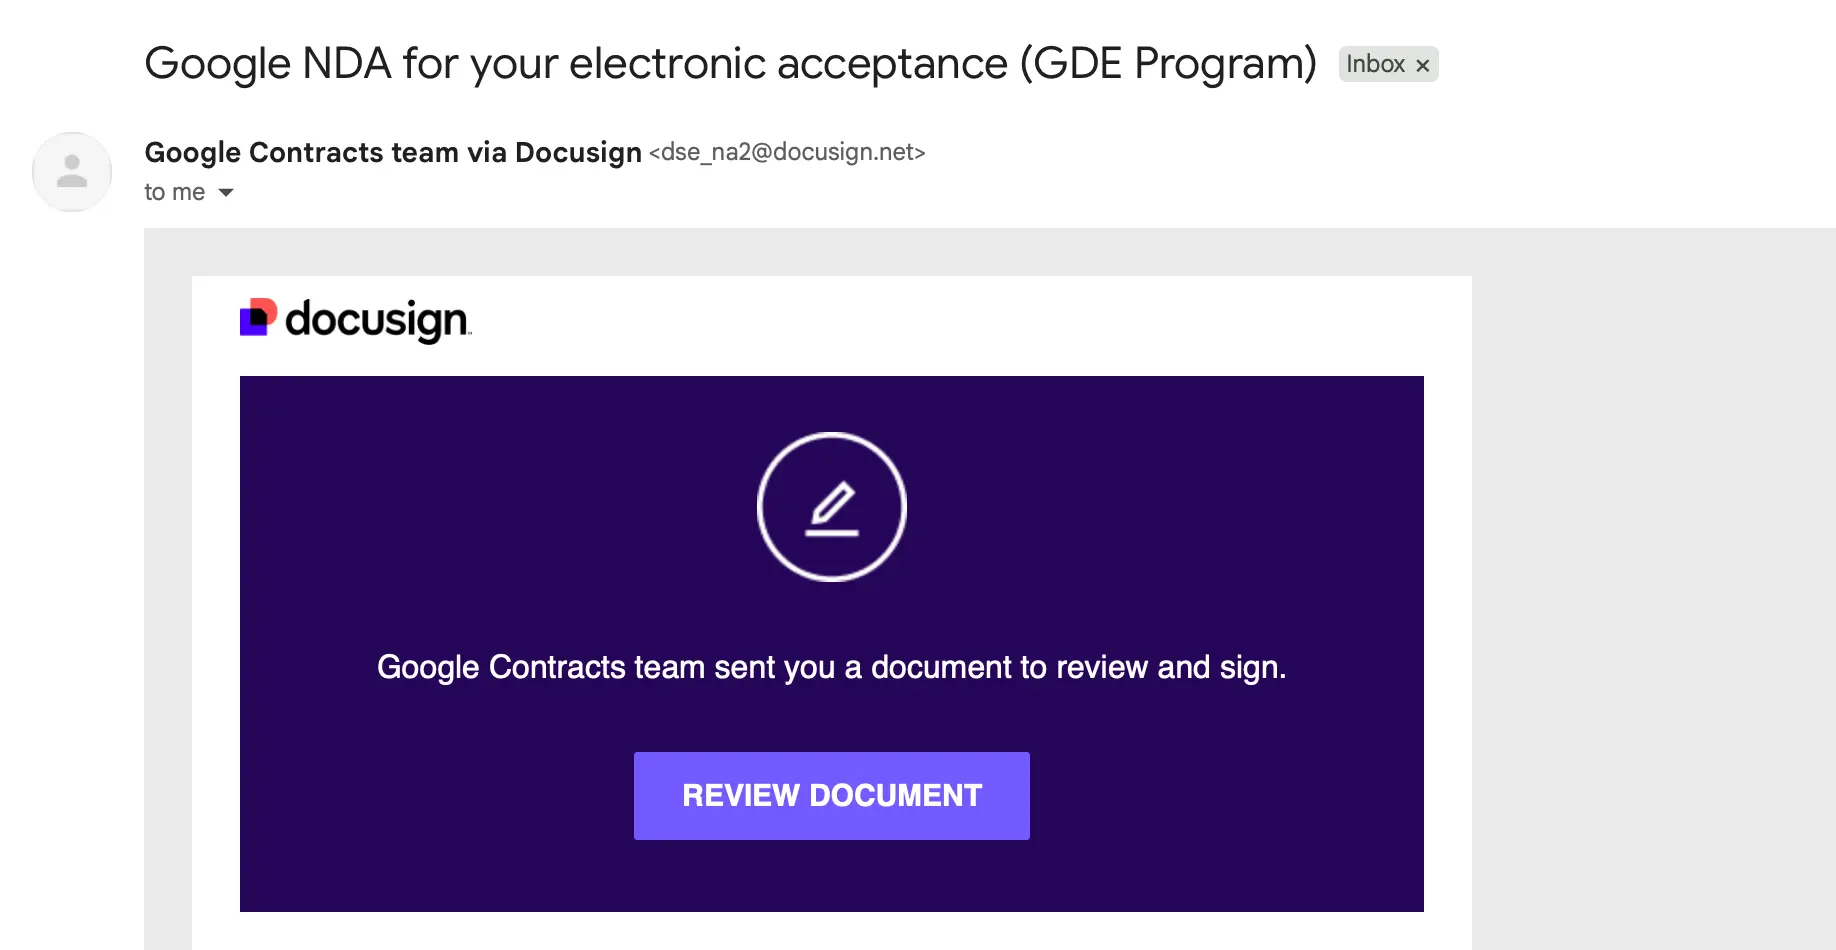 Google NDA for your electronic acceptance (GDE Program) Inbox ×
Google Contracts team via Docusign <dse_na2@docusign.net>
to me
docusign
Google Contracts team sent you a document to review and sign.
REVIEW DOCUMENT